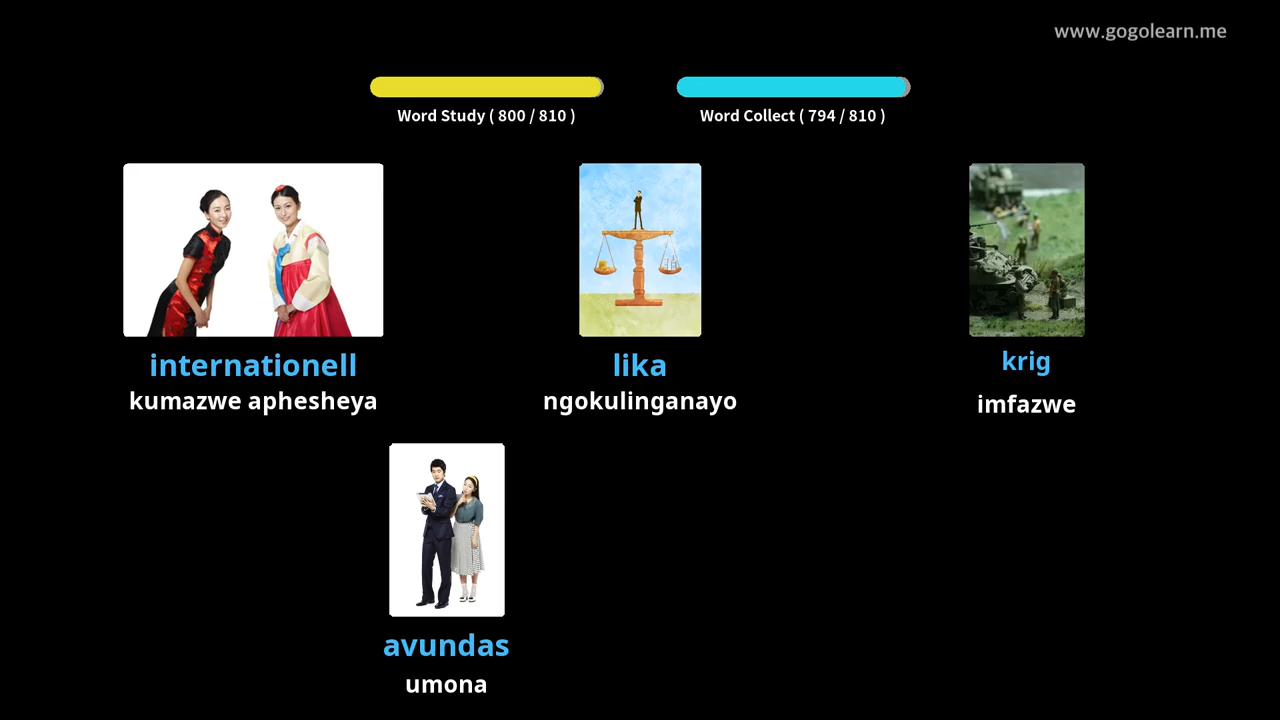 www.gogolearn.me
Word Study ( 800 / 810 )
Word Collect ( 794 / 810 )
internationell
kumazwe aphesheya
lika
ngokulinganayo
krig
imfazwe
avundas
umona